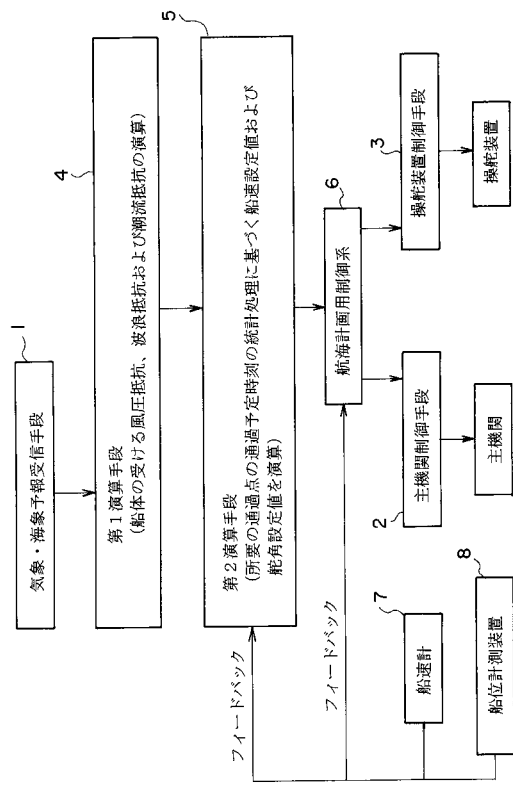 1
気象・海象予報受信手段
4
第1演算手段
(船体の受ける風圧抵抗、波浪抵抗および潮流抵抗の演算)
5
第2演算手段
(所要の通過点の通過予定時刻の統計処理に基づく船速設定値および
舵角設定値を演算)
フィードバック
6
航海計画用制御系
フィードバック
2
主機関制御手段
3
操舵装置制御手段
主機関
操舵装置
7
船速計
8
船位計測装置